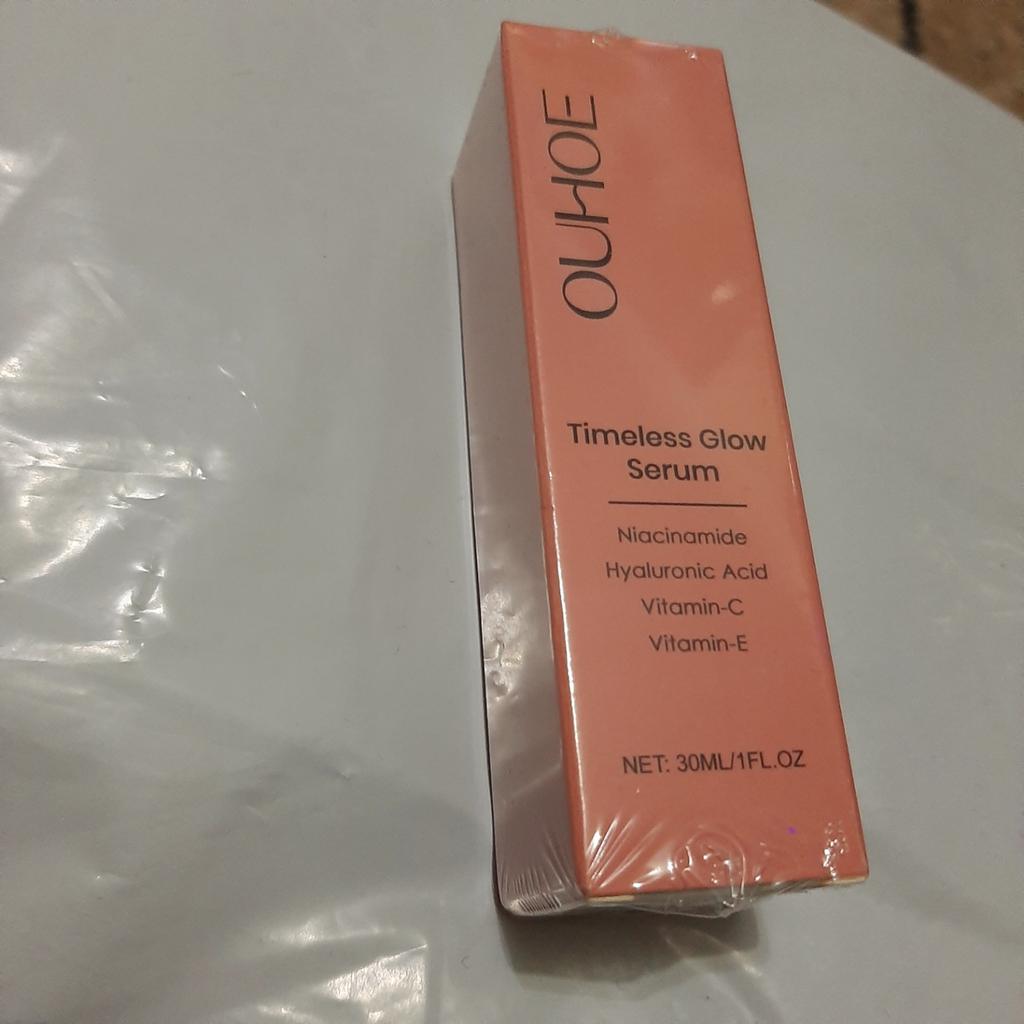 OUHOE
Timeless Glow
Serum
Niacinamide
Hyaluronic Acid
Vitamin-C
Vitamin-E
NET: 30ML/1FL.OZ